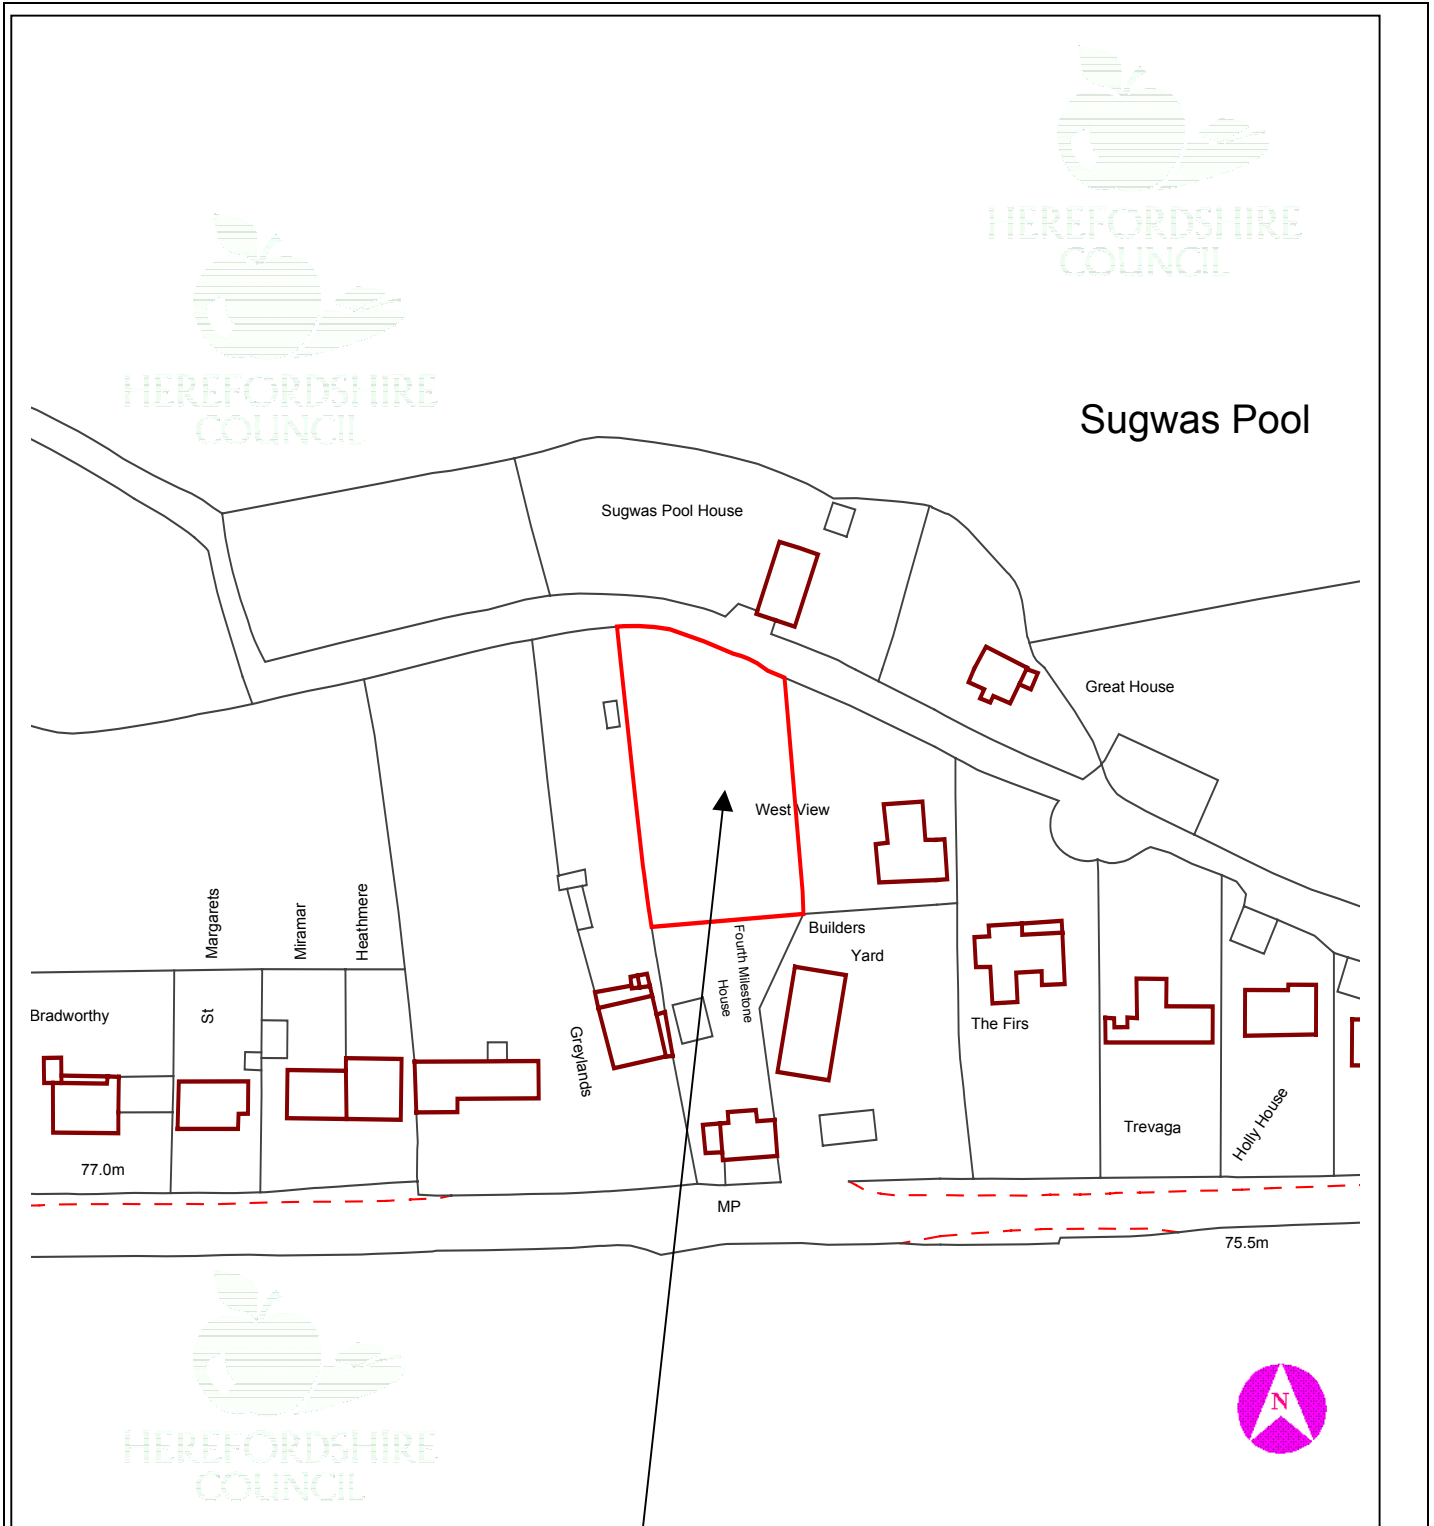 HEREFORDSHIRE
COUNCIL
HEREFORDSHIRE
COUNCIL
Sugwas Pool
Sugwas Pool House
Great House
West View
Margarets
St
Miramar
Heathmere
Builders
Yard
Fourth Milestone
House
Bradworthy
Greylands
The Firs
Trevaga
Holly House
77.0m
MP
75.5m
N
HEREFORDSHIRE
COUNCIL